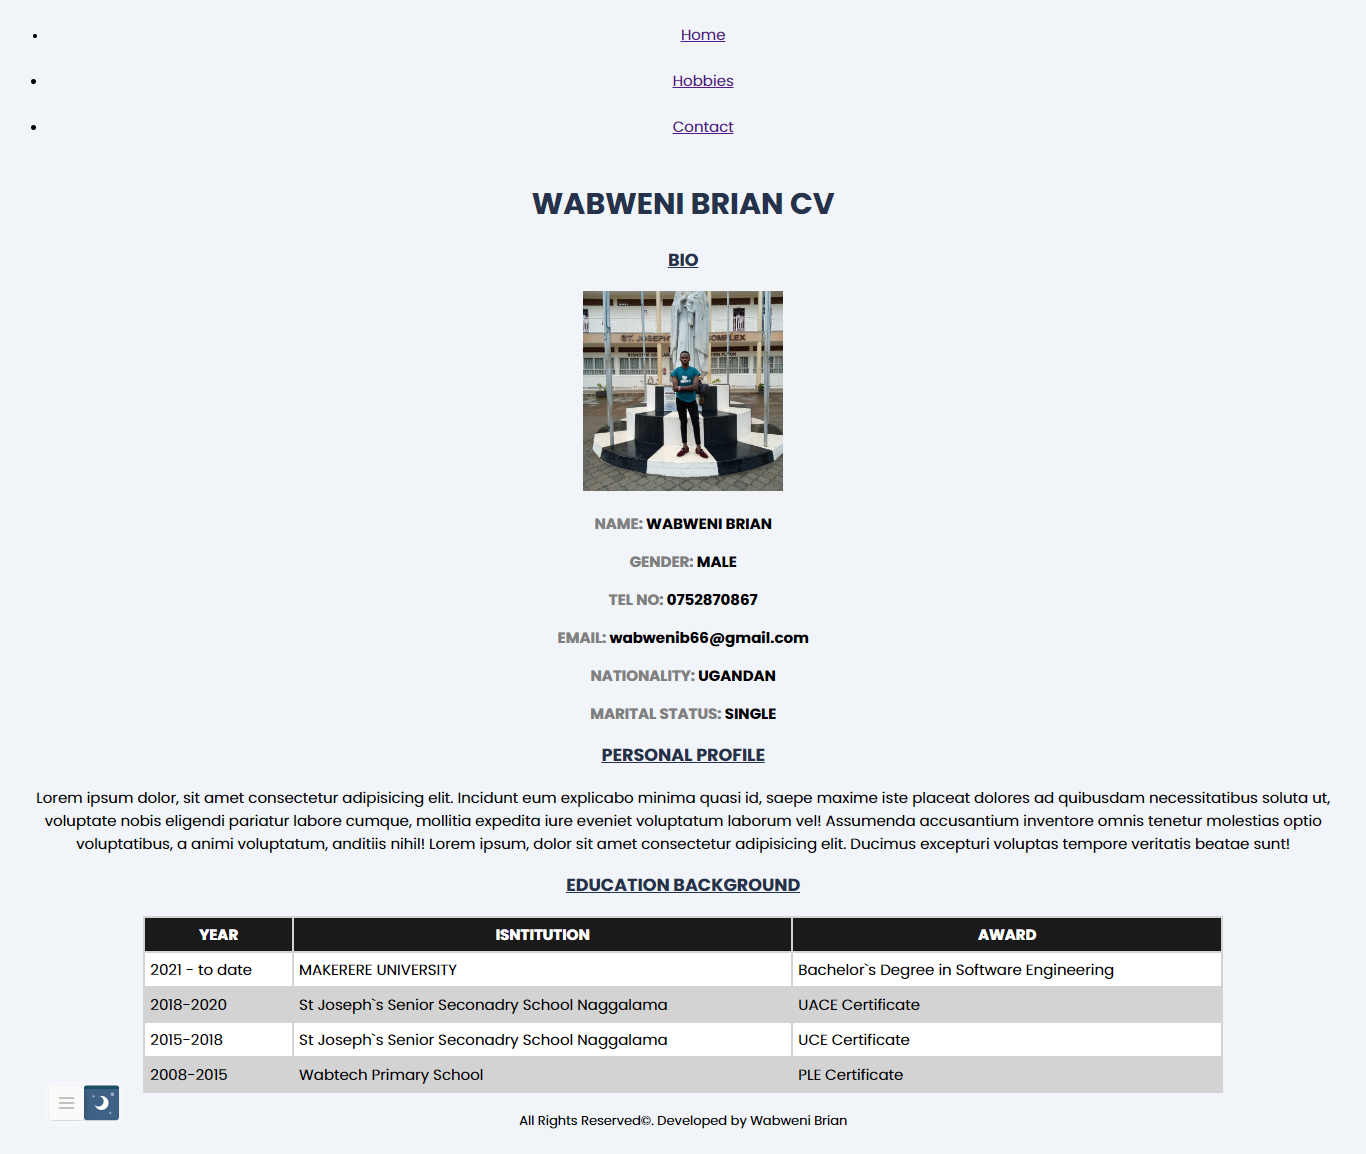 Home
Hobbies
Contact
WABWENI BRIAN CV
BIO
ST. JOSEPH' COMPLEX
NAME: WABWENI BRIAN
GENDER: MALE
TEL NO: 0752870867
EMAIL: wabwenib66@gmail.com
NATIONALITY: UGANDAN
MARITAL STATUS: SINGLE
PERSONAL PROFILE
Lorem ipsum dolor, sit amet consectetur adipisicing elit. Incidunt eum explicabo minima quasi id, saepe maxime iste placeat dolores ad quibusdam necessitatibus soluta ut,
voluptate nobis eligendi pariatur labore cumque, mollitia expedita iure eveniet voluptatum laborum vel! Assumenda accusantium inventore omnis tenetur molestias optio
voluptatibus, a animi voluptatum, anditiis nihil! Lorem ipsum, dolor sit amet consectetur adipisicing elit. Ducimus excepturi voluptas tempore veritatis beatae sunt!
EDUCATION BACKGROUND
YEAR ISNTITUTION AWARD
2021 - to date MAKERERE UNIVERSITY Bachelor`s Degree in Software Engineering
2018-2020 St Joseph`s Senior Seconadry School Naggalama UACE Certificate
2015-2018 St Joseph`s Senior Seconadry School Naggalama UCE Certificate
2008-2015 Wabtech Primary School PLE Certificate
All Rights Reserved©. Developed by Wabweni Brian